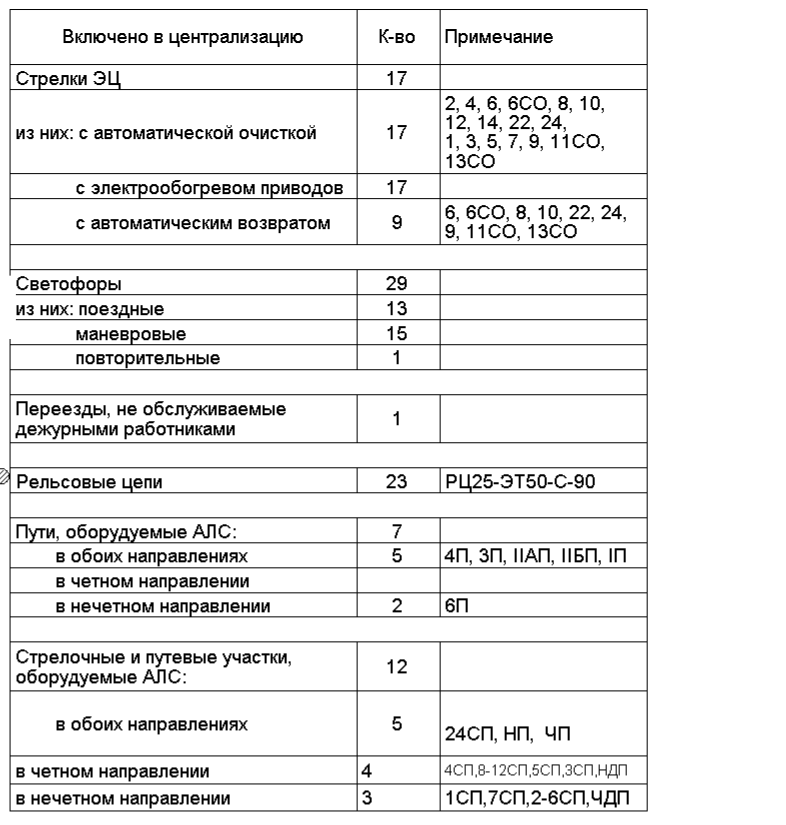 Включено в централизацию К-во Примечание
Стрелки ЭЦ 17
из них: с автоматической очисткой 17 2, 4, 6, 6СО, 8, 10,
12, 14, 22, 24,
1, 3, 5, 7, 9, 11СО,
13СО
с электрообогревом приводов 17
с автоматическим возвратом 9 6, 6СО, 8, 10, 22, 24,
9, 11СО, 13СО
Светофоры 29
из них: поездные 13
маневровые 15
повторительные 1
Переезды, не обслуживаемые
дежурными работниками 1
Рельсовые цепи 23 РЦ25-ЭТ50-С-90
Пути, оборудуемые АЛС: 7
в обоих направлениях 5 4П, 3П, IIАП, IIБП, IП
в четном направлении
в нечетном направлении 2 6П
Стрелочные и путевые участки,
оборудуемые АЛС: 12
в обоих направлениях 5 24СП, НП, ЧП
в четном направлении 4 4СП,8-12СП,5СП,3СП,НДП
в нечетном направлении 3 1СП,7СП,2-6СП,ЧДП